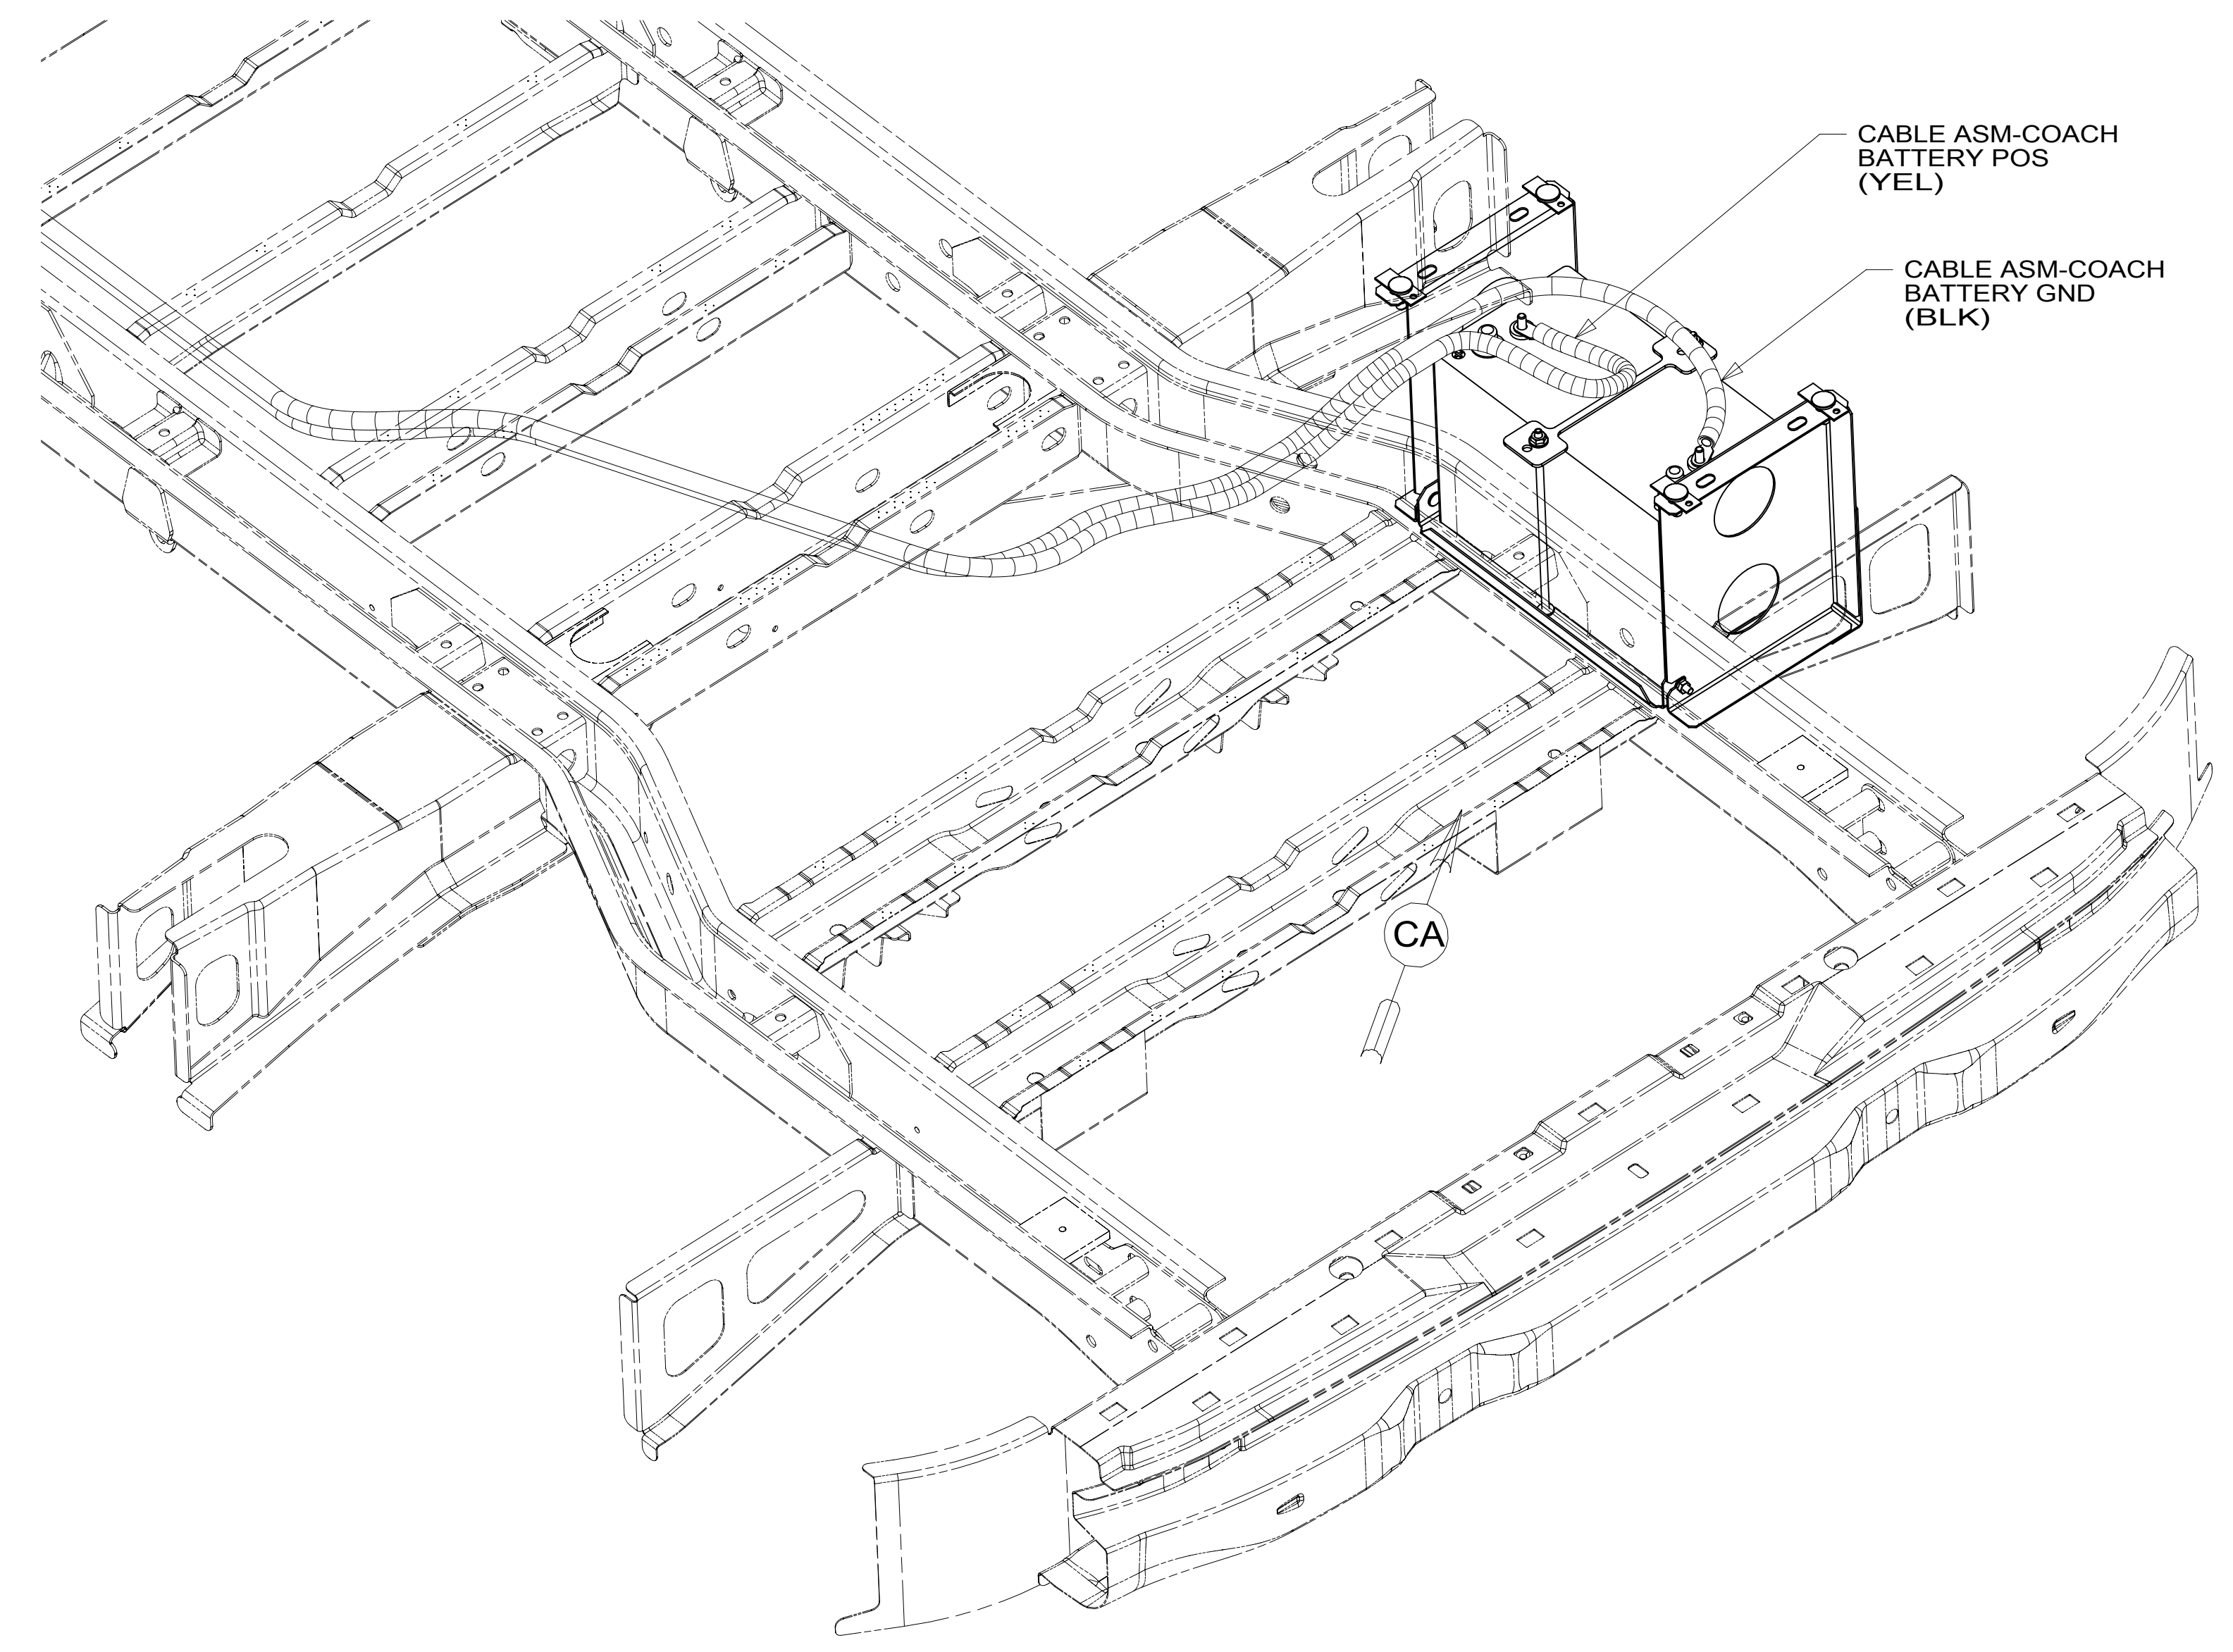 CABLE ASM-COACH
BATTERY POS
(YEL)
CABLE ASM-COACH
BATTERY GND
(BLK)
CA